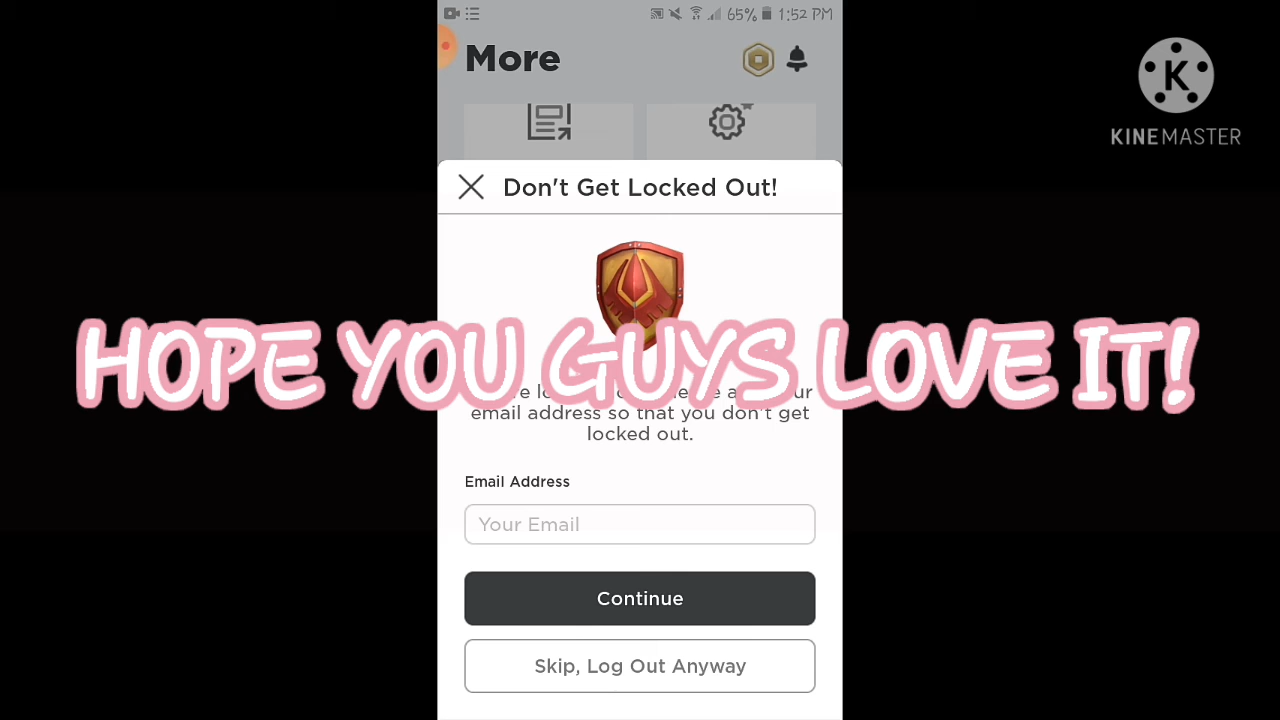 65% 1:52 PM
More
KINEMASTER
Don't Get Locked Out!
HOPE YOU GUYS LOVE IT!
email address so that you don't get
locked out.
Email Address
Your Email
Continue
Skip, Log Out Anyway